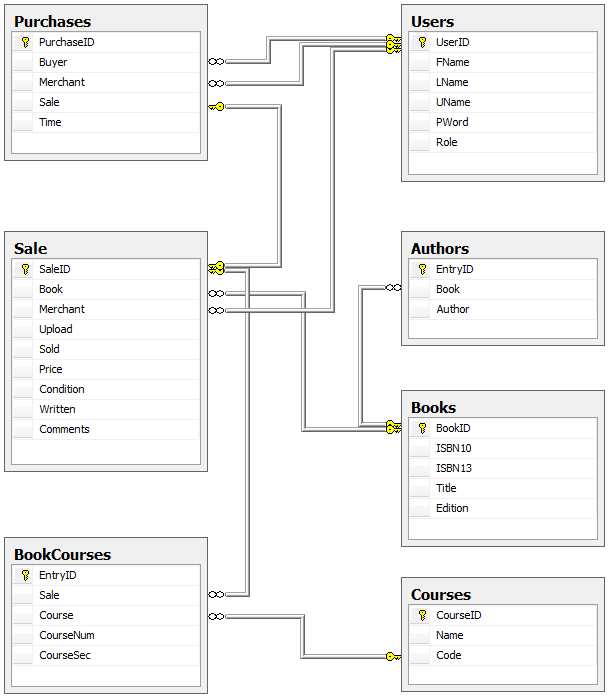 Purchases
PurchaseID
Buyer
Merchant
Sale
Time
Users
UserID
FName
LName
UName
PWord
Role
Sale
SaleID
Book
Merchant
Upload
Sold
Price
Condition
Written
Comments
Authors
EntryID
Book
Author
Books
BookID
ISBN10
ISBN13
Title
Edition
BookCourses
EntryID
Sale
Course
CourseNum
CourseSec
Courses
CourseID
Name
Code